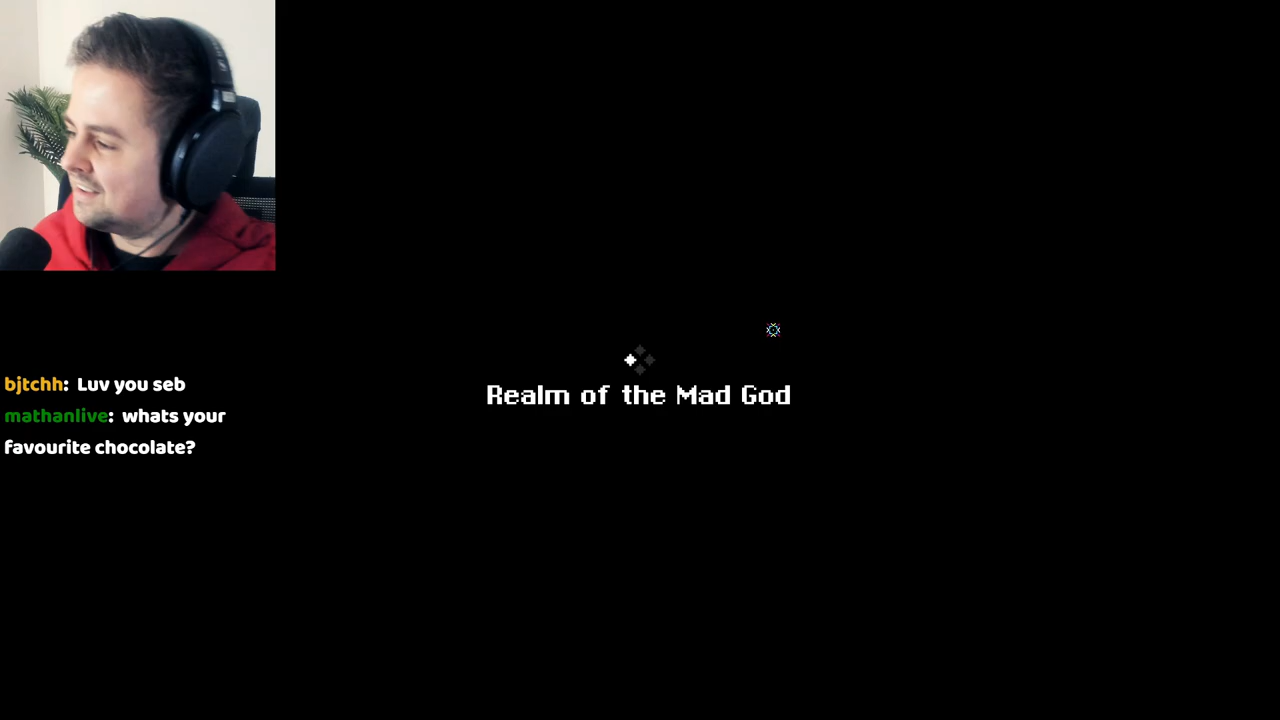 bjtchh: Luv you seb
mathanlive: whats your
favourite chocolate?
Realm of the Mad God